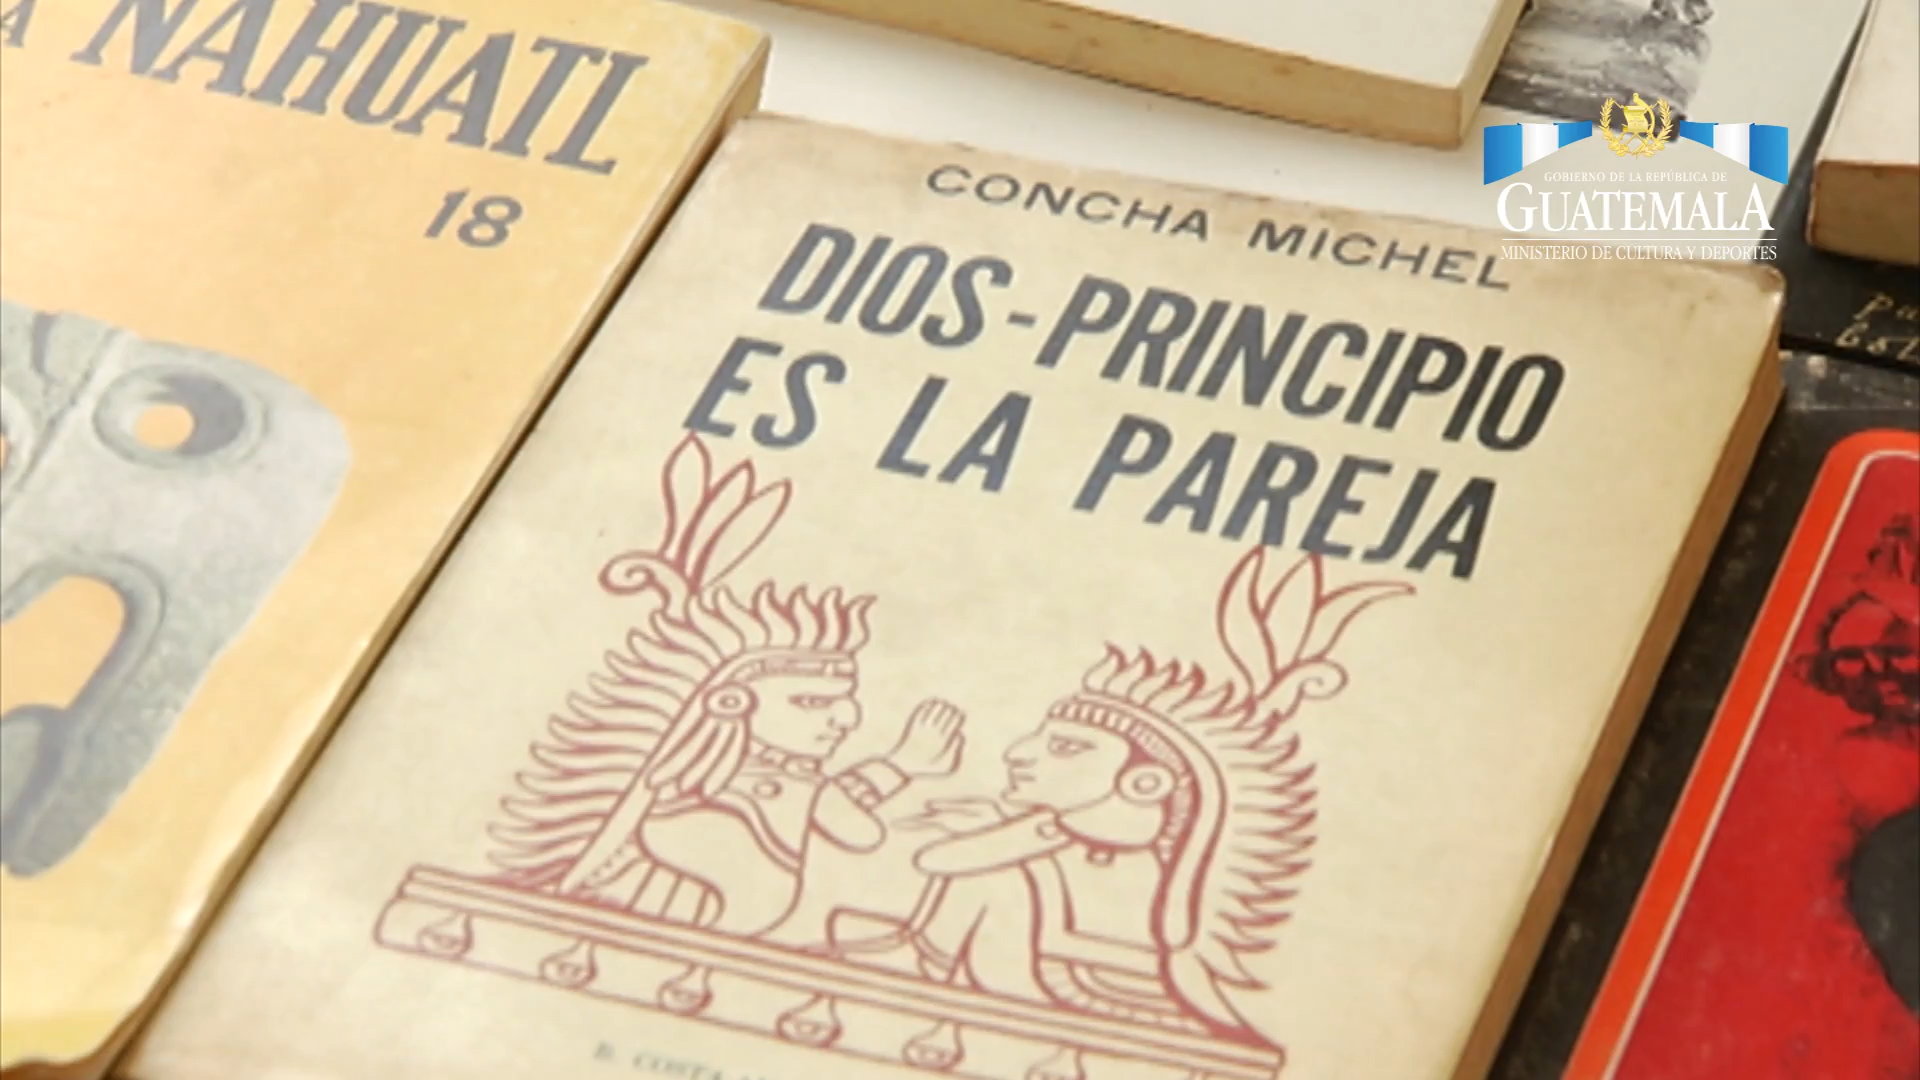 NAHUATL
18
CONCHA MICHEL
DIOS-PRINCIPIO
ES LA PAREJA
B. COSTA-
GOBIERNO DE LA REPÚBLICA DE
GUATEMALA
MINISTERIO DE CULTURA Y DEPORTES